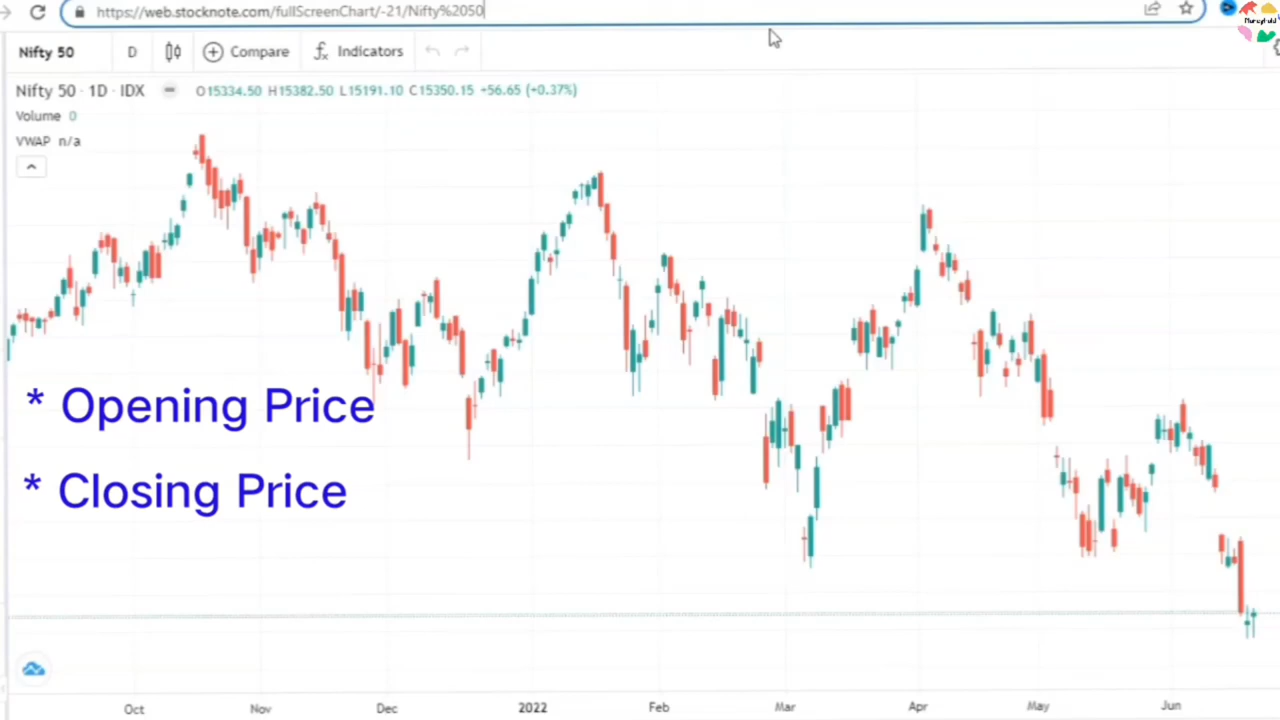 https://web.stocknote.com/fullScreenChart/-21/Nifty%2050
Nifty 50 D Compare Indicators
Nifty 50 · 1D · IDX O15334.50 H15382.50 L15191.10 C15350.15 +56.65 (+0.37%)
Volume 0
VWAP n/a
* Opening Price
* Closing Price
Oct Nov Dec 2022 Feb Mar Apr May Jun